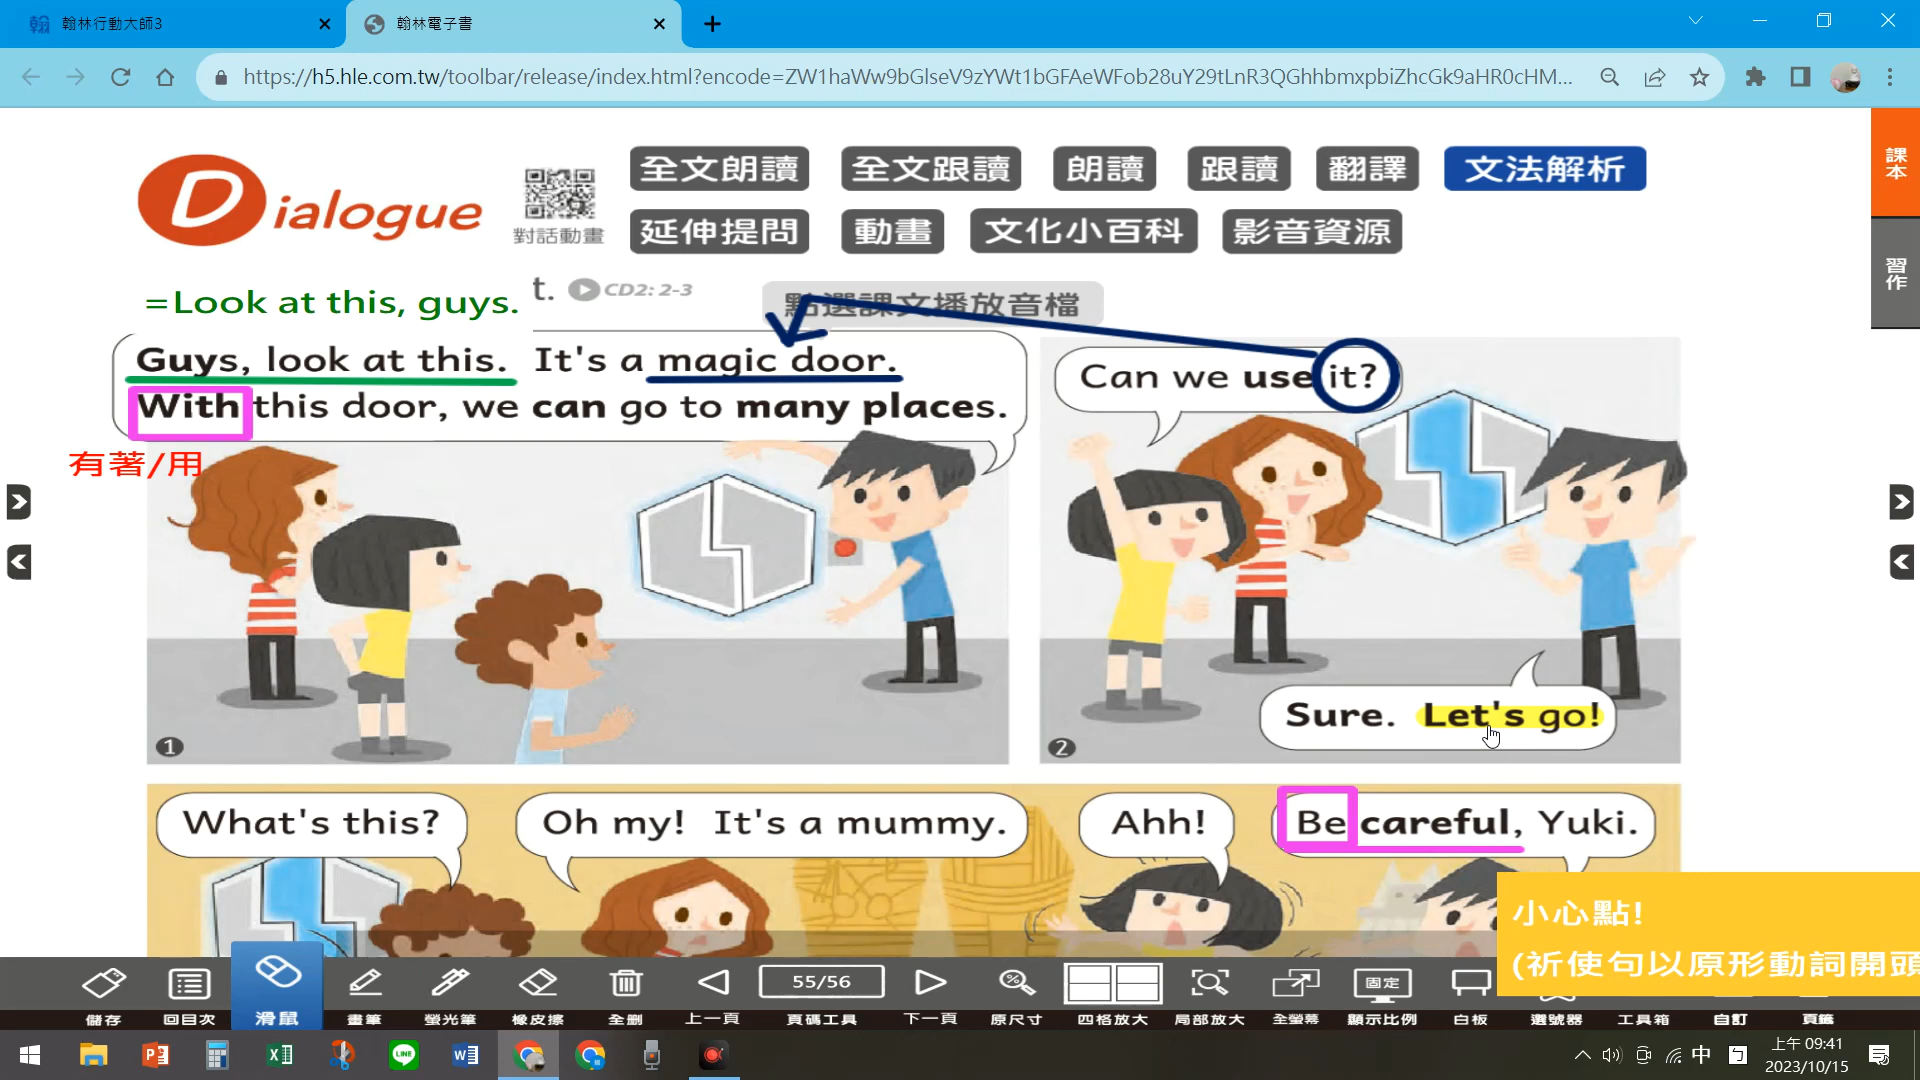 翰林行動大師3
翰林電子書
https://h5.hle.com.tw/toolbar/release/index.html?encode=ZW1haWw9bGlseV9zYWt1bGFAeWFob28uY29tLnR3QGhhbmxpbiZhcGk9aHR0cHM...
Dialogue
對話動畫
全文朗讀 全文跟讀 朗讀 跟讀 翻譯 文法解析
延伸提問 動畫 文化小百科 影音資源
課本
習作
=Look at this, guys.
t. CD2: 2-3
點選課文播放音檔
Guys, look at this. It's a magic door.
With this door, we can go to many places.
有著/用
1
Can we use it?
Sure. Let's go!
2
What's this?
Oh my! It's a mummy.
Ahh!
Be careful, Yuki.
小心點!
(祈使句以原形動詞開頭
55/56
固定
儲存 回目次 滑鼠 畫筆 螢光筆 橡皮擦 全刪 上一頁 頁碼工具 下一頁 原尺寸 四格放大 局部放大 全螢幕 顯示比例 白板 選號器 工具箱 自訂 頁籤
LINE
中
上午 09:41
2023/10/15